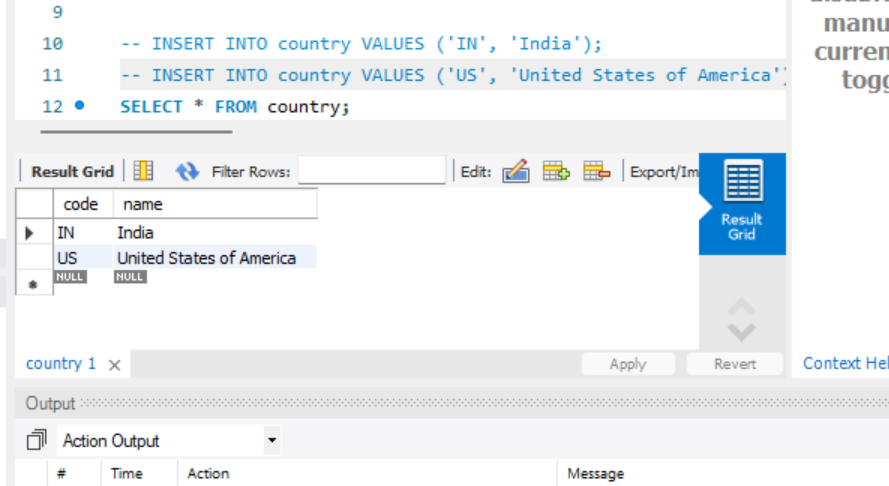 manu
curren
togg
9
10 -- INSERT INTO country VALUES ('IN', 'India');
11 -- INSERT INTO country VALUES ('US', 'United States of America')
12 SELECT * FROM country;
Result Grid Filter Rows: Edit: Export/Im
Result
Grid
code name
IN India
US United States of America
NULL NULL
country 1 Apply Revert Context Hel
Output
Action Output
# Time Action Message